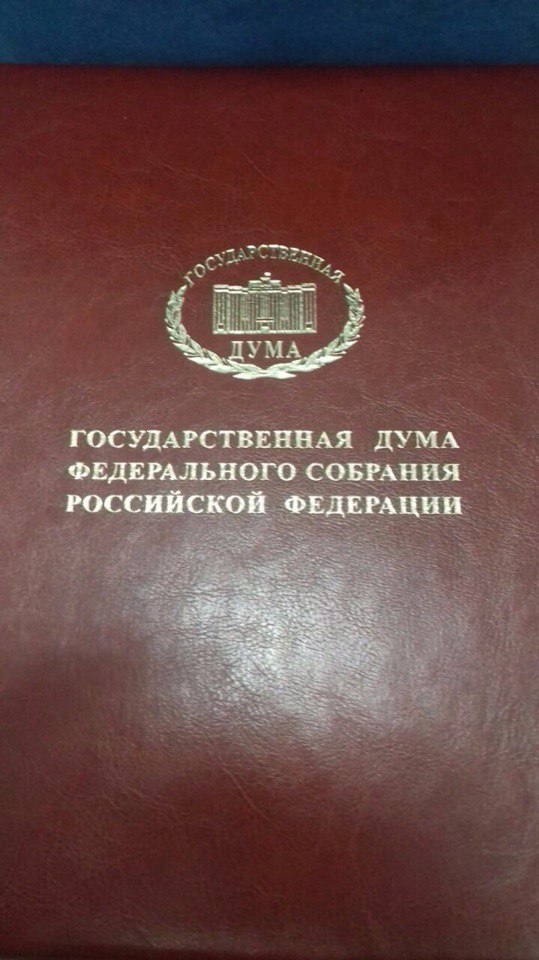 ГОСУДАРСТВЕННАЯ
ДУМА
ГОСУДАРСТВЕННАЯ ДУМА
ФЕДЕРАЛЬНОГО СОБРАНИЯ
РОССИЙСКОЙ ФЕДЕРАЦИИ